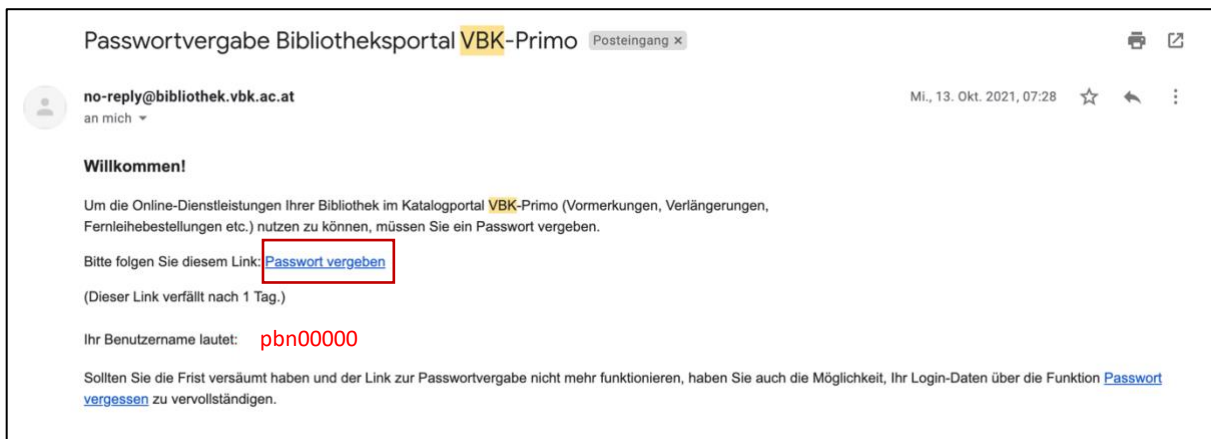 Passwortvergabe Bibliotheksportal VBK-Primo Posteingang ×
no-reply@bibliothek.vbk.ac.at Mi., 13. Okt. 2021, 07:28
an mich
Willkommen!
Um die Online-Dienstleistungen Ihrer Bibliothek im Katalogportal VBK-Primo (Vormerkungen, Verlängerungen,
Fernleihebestellungen etc.) nutzen zu können, müssen Sie ein Passwort vergeben.
Bitte folgen Sie diesem Link: Passwort vergeben
(Dieser Link verfällt nach 1 Tag.)
Ihr Benutzername lautet: pbn00000
Sollten Sie die Frist versäumt haben und der Link zur Passwortvergabe nicht mehr funktionieren, haben Sie auch die Möglichkeit, Ihr Login-Daten über die Funktion Passwort
vergessen zu vervollständigen.